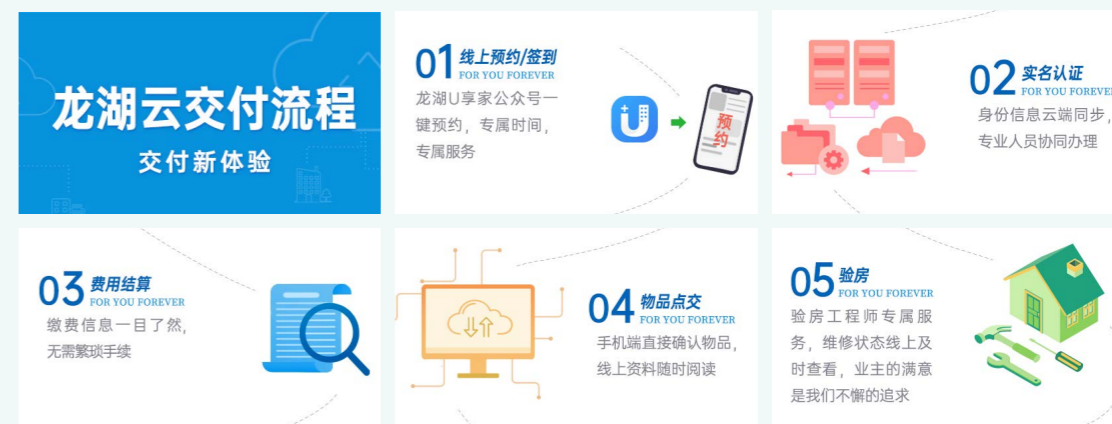 龙湖云交付流程
交付新体验
01 线上预约/签到
FOR YOU FOREVER
龙湖U享家公众号一
键预约，专属时间，
专属服务
预约
02 实名认证
FOR YOU FOREVER
身份信息云端同步，
专业人员协同办理
03 费用结算
FOR YOU FOREVER
缴费信息一目了然，
无需繁琐手续
04 物品点交
FOR YOU FOREVER
手机端直接确认物品，
线上资料随时阅读
05 验房
FOR YOU FOREVER
验房工程师专属服
务，维修状态线上及
时查看，业主的满意
是我们不懈的追求